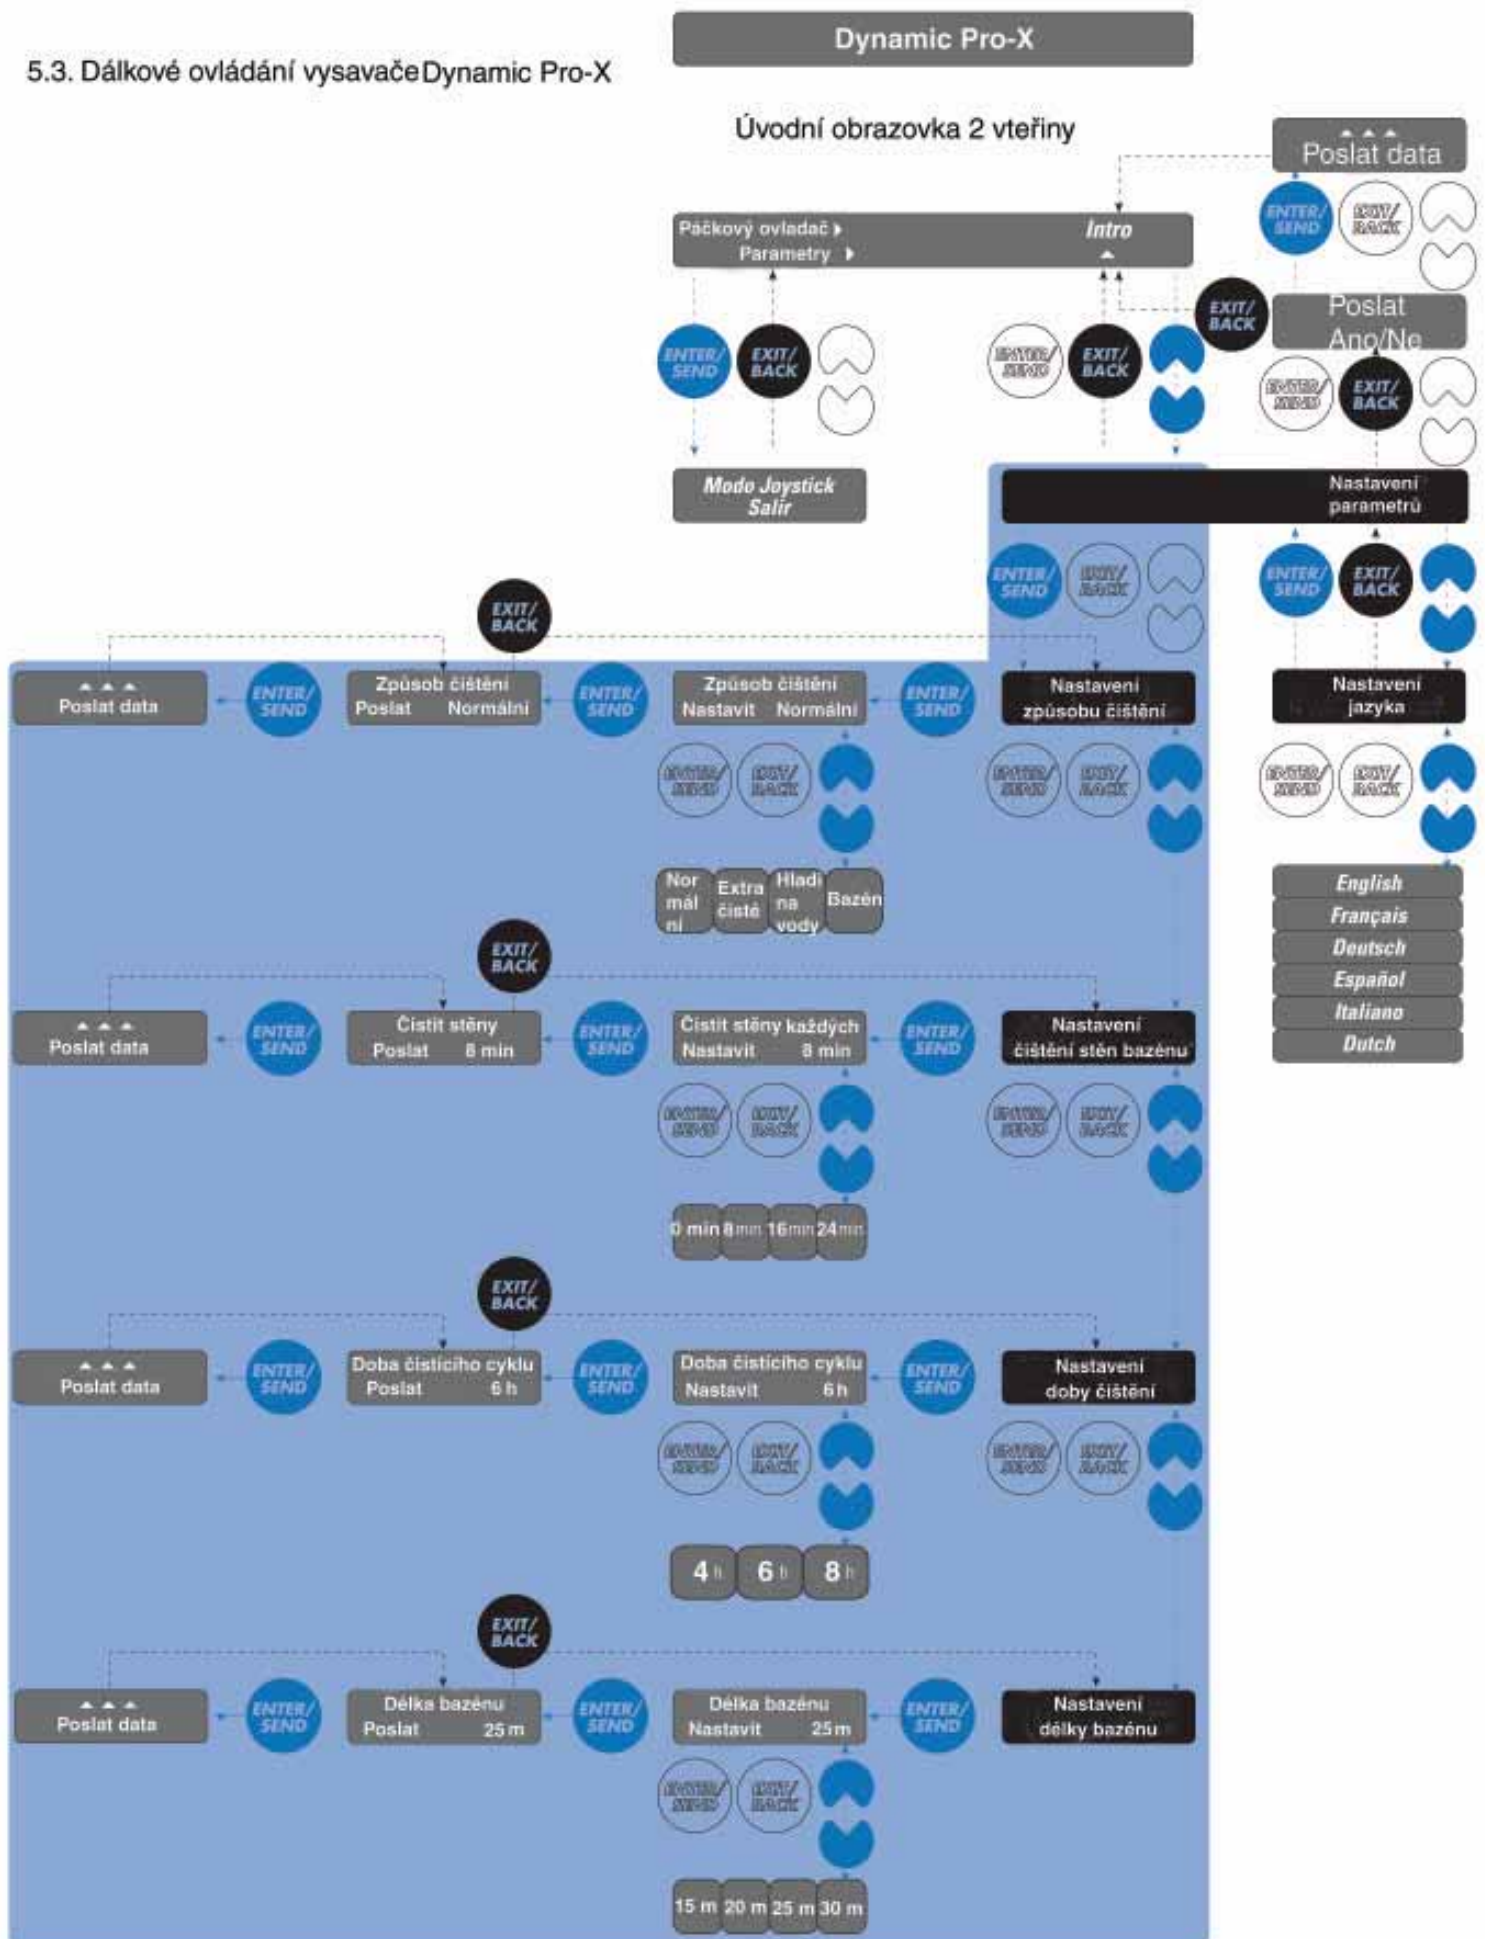 Dynamic Pro-X
5.3. Dálkové ovládání vysavače Dynamic Pro-X
Úvodní obrazovka 2 vteřiny
Poslat data
ENTER/
SEND
EXIT/
BACK
Páčkový ovladač
Intro
Parametry
EXIT/
BACK
Poslat
Ano/Ne
ENTER/
SEND
EXIT/
BACK
ENTER/
SEND
EXIT/
BACK
ENTER/
SEND
EXIT/
BACK
Modo Joystick
Salir
Nastavení
parametrů
ENTER/
SEND
EXIT/
BACK
ENTER/
SEND
EXIT/
BACK
EXIT/
BACK
Poslat data
ENTER/
SEND
Způsob čištění
Poslat Normální
ENTER/
SEND
Způsob čištění
Nastavit Normální
ENTER/
SEND
Nastavení
způsobu čištění
Nastavení
jazyka
ENTER/
SEND
EXIT/
BACK
ENTER/
SEND
EXIT/
BACK
ENTER/
SEND
EXIT/
BACK
Nor
mál
ní
Extra
čisté
Hladi
na
vody
Bazén
English
Français
Deutsch
Español
Italiano
Dutch
EXIT/
BACK
Poslat data
ENTER/
SEND
Čistit stěny
Poslat 8 min
ENTER/
SEND
Čistit stěny každých
Nastavit 8 min
ENTER/
SEND
Nastavení
čištění stěn bazénu
ENTER/
SEND
EXIT/
BACK
ENTER/
SEND
EXIT/
BACK
0 min 8 min 16 min 24 min
EXIT/
BACK
Poslat data
ENTER/
SEND
Doba čistícího cyklu
Poslat 6 h
ENTER/
SEND
Doba čistícího cyklu
Nastavit 6 h
ENTER/
SEND
Nastavení
doby čištění
ENTER/
SEND
EXIT/
BACK
ENTER/
SEND
EXIT/
BACK
4 h 6 h 8 h
EXIT/
BACK
Poslat data
ENTER/
SEND
Délka bazénu
Poslat 25 m
ENTER/
SEND
Délka bazénu
Nastavit 25 m
ENTER/
SEND
Nastavení
délky bazénu
ENTER/
SEND
EXIT/
BACK
15 m 20 m 25 m 30 m